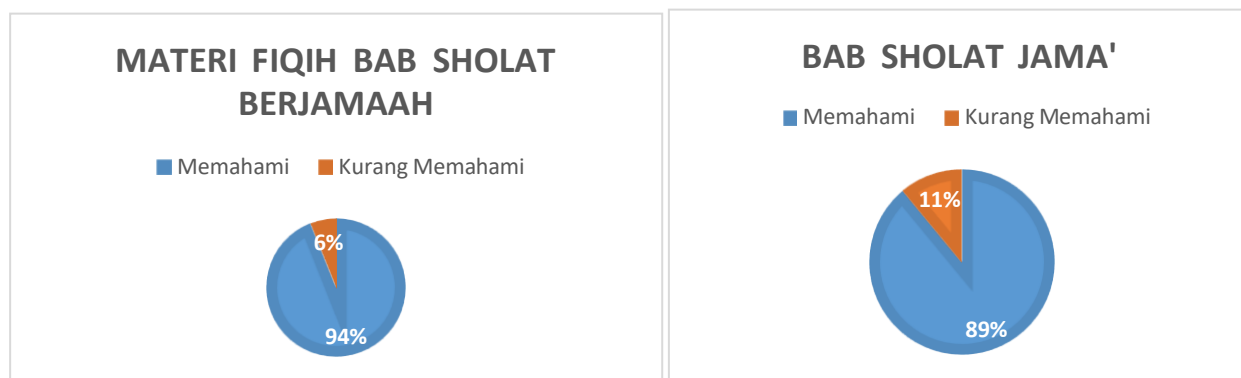 MATERI FIQIH BAB SHOLAT
BERJAMAAH
Memahami Kurang Memahami
6%
94%
BAB SHOLAT JAMA'
Memahami Kurang Memahami
11%
89%